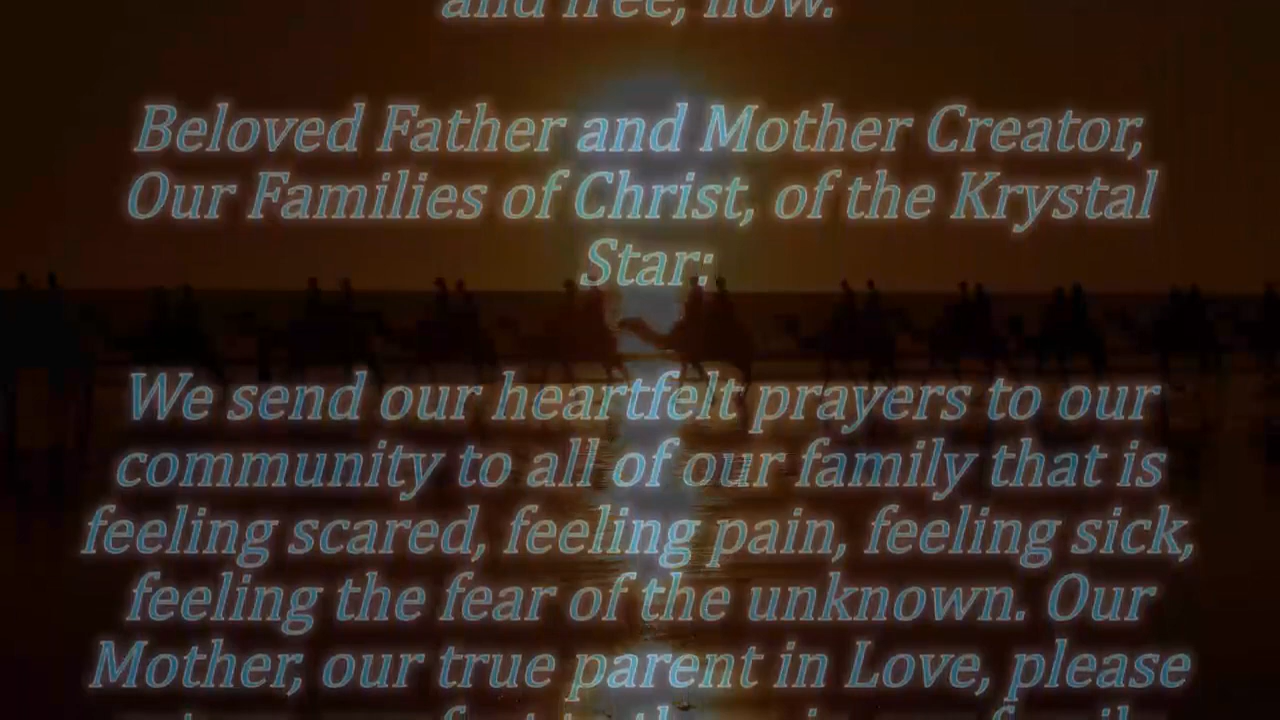 and free, now.
Beloved Father and Mother Creator,
Our Families of Christ, of the Krystal
Star:
We send our heartfelt prayers to our
community to all of our family that is
feeling scared, feeling pain, feeling sick,
feeling the fear of the unknown. Our
Mother, our true parent in Love, please